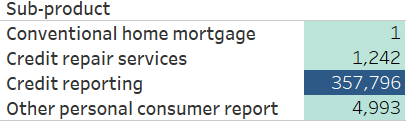 Sub-product
Conventional home mortgage 1
Credit repair services 1,242
Credit reporting 357,796
Other personal consumer report 4,993